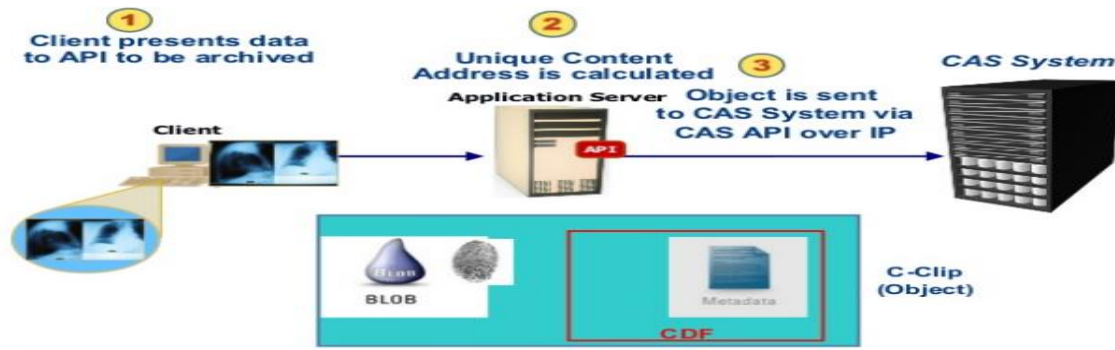 1
Client presents data
to API to be archived
2
Unique Content
Address is calculated
Application Server
3
Object is sent
to CAS System via
CAS API over IP
CAS System
Client
API
BLOB
BLOB
Metadata
CDF
C-Clip
(Object)